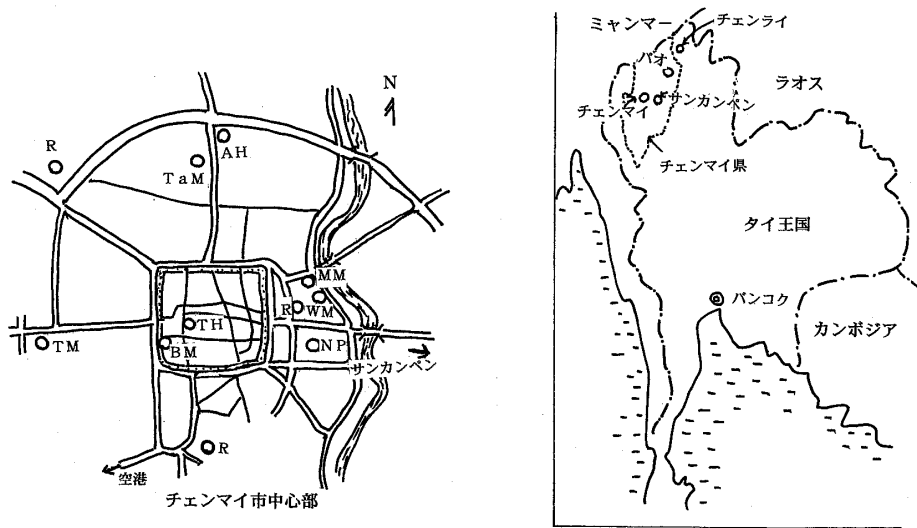 N
R
AH
TaM
MM
R
WM
TH
TM
BM
NP
サンカンペン
R
空港
チェンマイ市中心部
ミャンマー
チェンライ
パオ
ラオス
チェンマイ
サンカンペン
チェンマイ県
タイ王国
バンコク
カンボジア